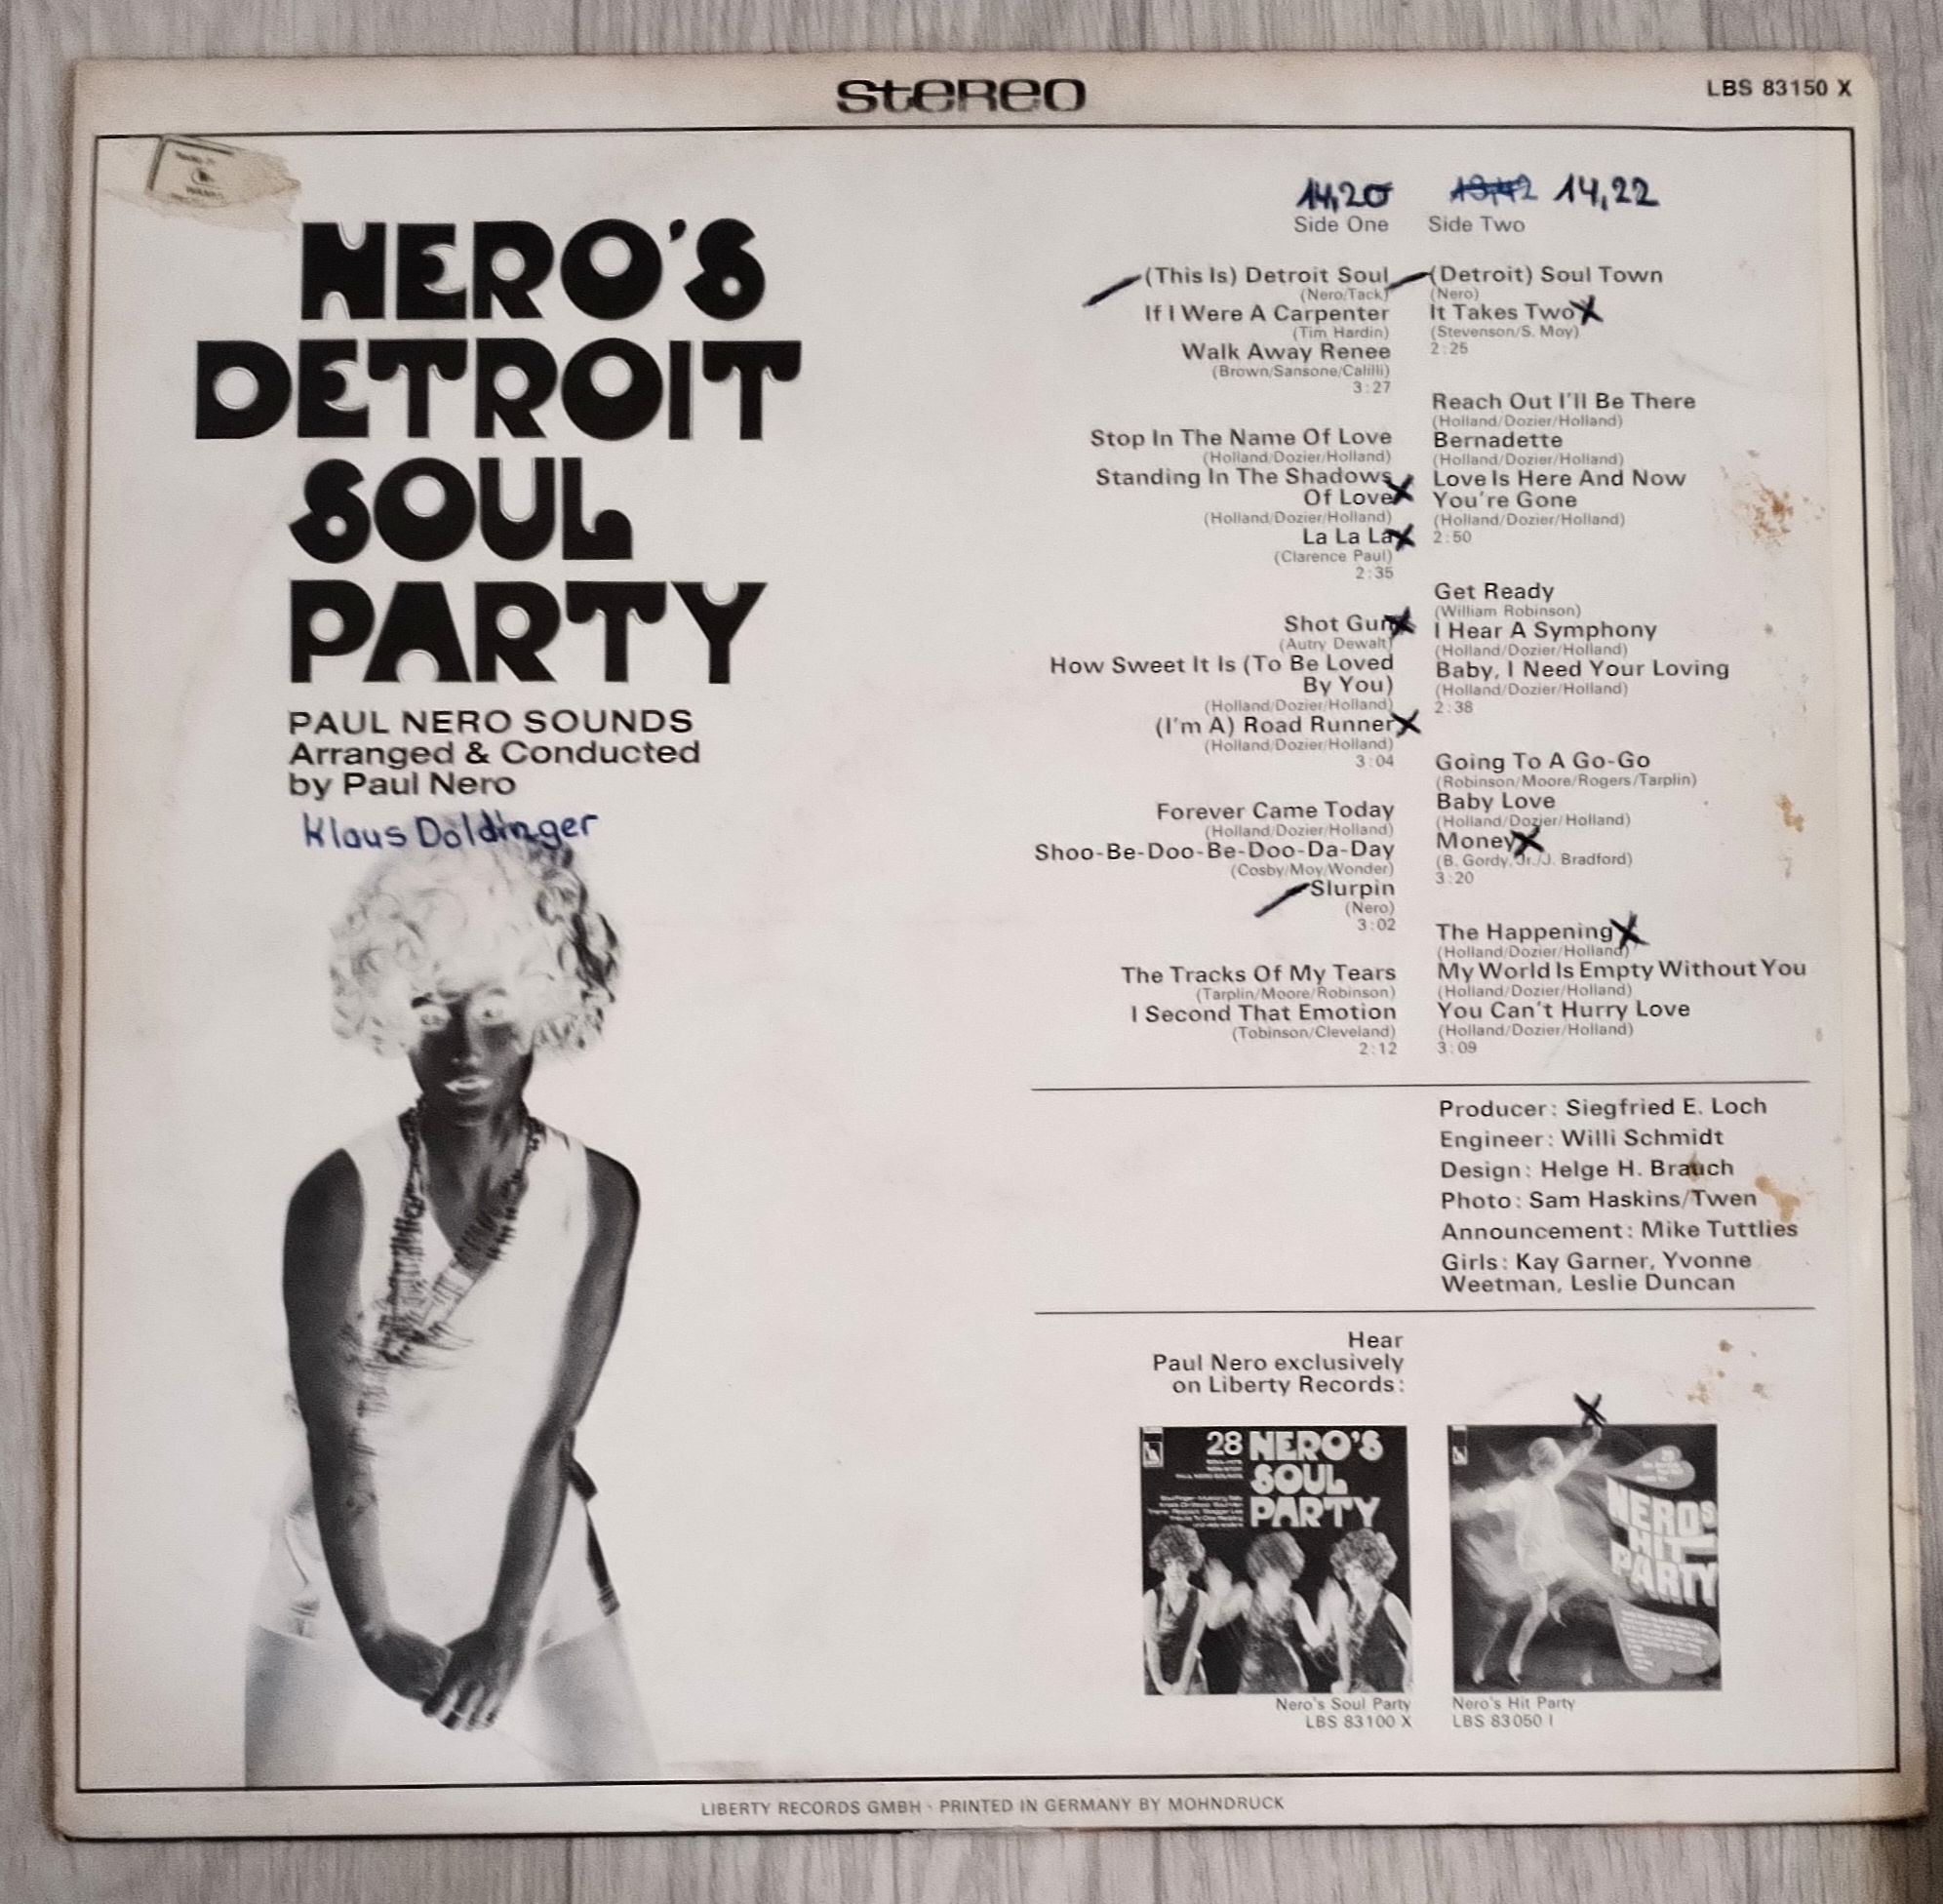 stereo
LBS 83150 X
NERO'S
DETROIT
SOUL
PARTY
PAUL NERO SOUNDS
Arranged & Conducted
by Paul Nero
Klaus Doldinger
14,20
Side One
(This Is) Detroit Soul
(Nero/Tack)
If I Were A Carpenter
(Tim Hardin)
Walk Away Renee
(Brown/Sansone/Calilli)
3:27
Stop In The Name Of Love
(Holland/Dozier/Holland)
Standing In The Shadows
Of Love X
(Holland/Dozier/Holland)
La La La X
(Clarence Paul)
2:35
Shot Gun X
(Autry Dewalt)
How Sweet It Is (To Be Loved
By You)
(Holland/Dozier/Holland)
(I'm A) Road Runner X
(Holland/Dozier/Holland)
3:04
Forever Came Today
(Holland/Dozier/Holland)
Shoo-Be-Doo-Be-Doo-Da-Day
(Cosby/Moy/Wonder)
Slurpin
(Nero)
3:02
The Tracks Of My Tears
(Tarplin/Moore/Robinson)
I Second That Emotion
(Tobinson/Cleveland)
2:12
13,42 14,22
Side Two
(Detroit) Soul Town
(Nero)
It Takes Two X
(Stevenson/S. Moy)
2:25
Reach Out I'll Be There
(Holland/Dozier/Holland)
Bernadette
(Holland/Dozier/Holland)
Love Is Here And Now
You're Gone
(Holland/Dozier/Holland)
2:50
Get Ready
(William Robinson)
I Hear A Symphony
(Holland/Dozier/Holland)
Baby, I Need Your Loving
(Holland/Dozier/Holland)
2:38
Going To A Go-Go
(Robinson/Moore/Rogers/Tarplin)
Baby Love
(Holland/Dozier/Holland)
Money X
(B. Gordy, Jr./J. Bradford)
3:20
The Happening X
(Holland/Dozier/Holland)
My World Is Empty Without You
(Holland/Dozier/Holland)
You Can't Hurry Love
(Holland/Dozier/Holland)
3:09
Producer: Siegfried E. Loch
Engineer: Willi Schmidt
Design: Helge H. Brauch
Photo: Sam Haskins/Twen
Announcement: Mike Tuttlies
Girls: Kay Garner, Yvonne
Weetman, Leslie Duncan
Hear
Paul Nero exclusively
on Liberty Records:
28 NERO'S
SOUL
PARTY
Nero's Soul Party
LBS 83100 X
X
NERO'S
HIT
PARTY
Nero's Hit Party
LBS 83050 I
LIBERTY RECORDS GMBH · PRINTED IN GERMANY BY MOHNDRUCK